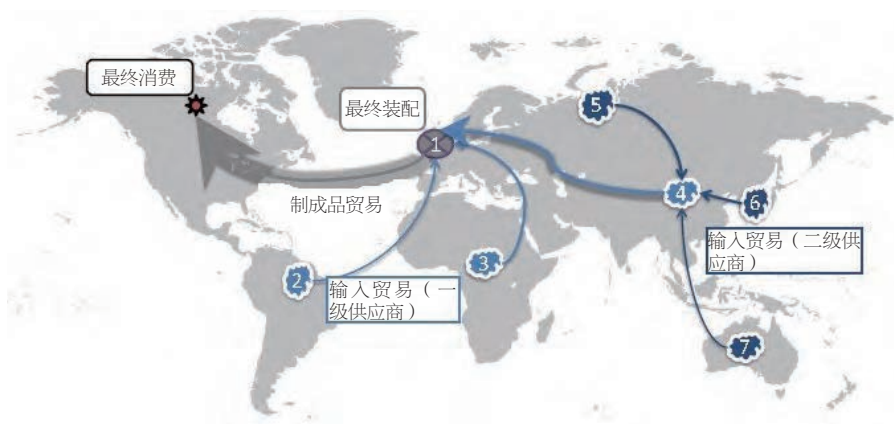 最终消费
最终装配
1
5
4
6
制成品贸易
输入贸易（二级供
应商）
3
2
输入贸易（一
级供应商）
7